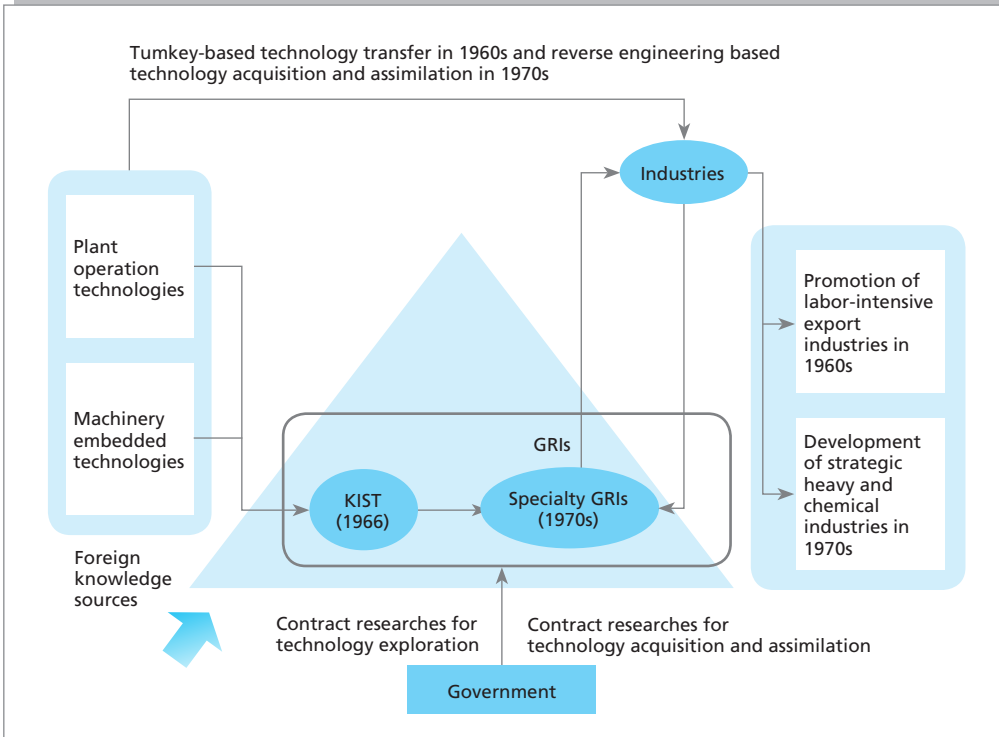 Tumkey-based technology transfer in 1960s and reverse engineering based
technology acquisition and assimilation in 1970s
Industries
Plant
operation
technologies
Machinery
embedded
technologies
Foreign
knowledge
sources
GRIs
KIST
(1966)
Specialty GRIs
(1970s)
Promotion of
labor-intensive
export
industries in
1960s
Development
of strategic
heavy and
chemical
industries in
1970s
Contract researches for
technology exploration
Contract researches for
technology acquisition and assimilation
Government